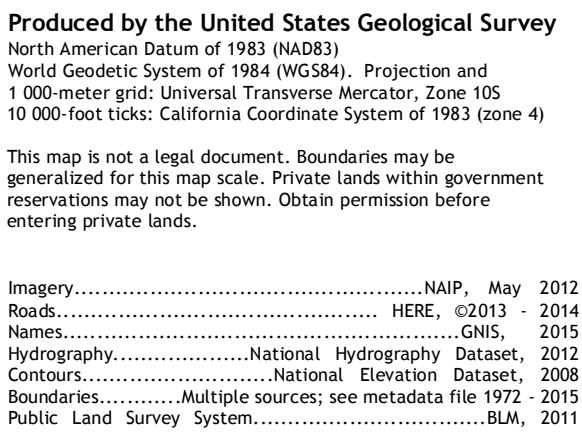 Produced by the United States Geological Survey
North American Datum of 1983 (NAD83)
World Geodetic System of 1984 (WGS84). Projection and
1 000-meter grid: Universal Transverse Mercator, Zone 10S
10 000-foot ticks: California Coordinate System of 1983 (zone 4)
This map is not a legal document. Boundaries may be
generalized for this map scale. Private lands within government
reservations may not be shown. Obtain permission before
entering private lands.
Imagery..................................................NAIP, May 2012
Roads.............................................. HERE, ©2013 - 2014
Names.........................................................GNIS, 2015
Hydrography....................National Hydrography Dataset, 2012
Contours............................National Elevation Dataset, 2008
Boundaries............Multiple sources; see metadata file 1972 - 2015
Public Land Survey System..................................BLM, 2011